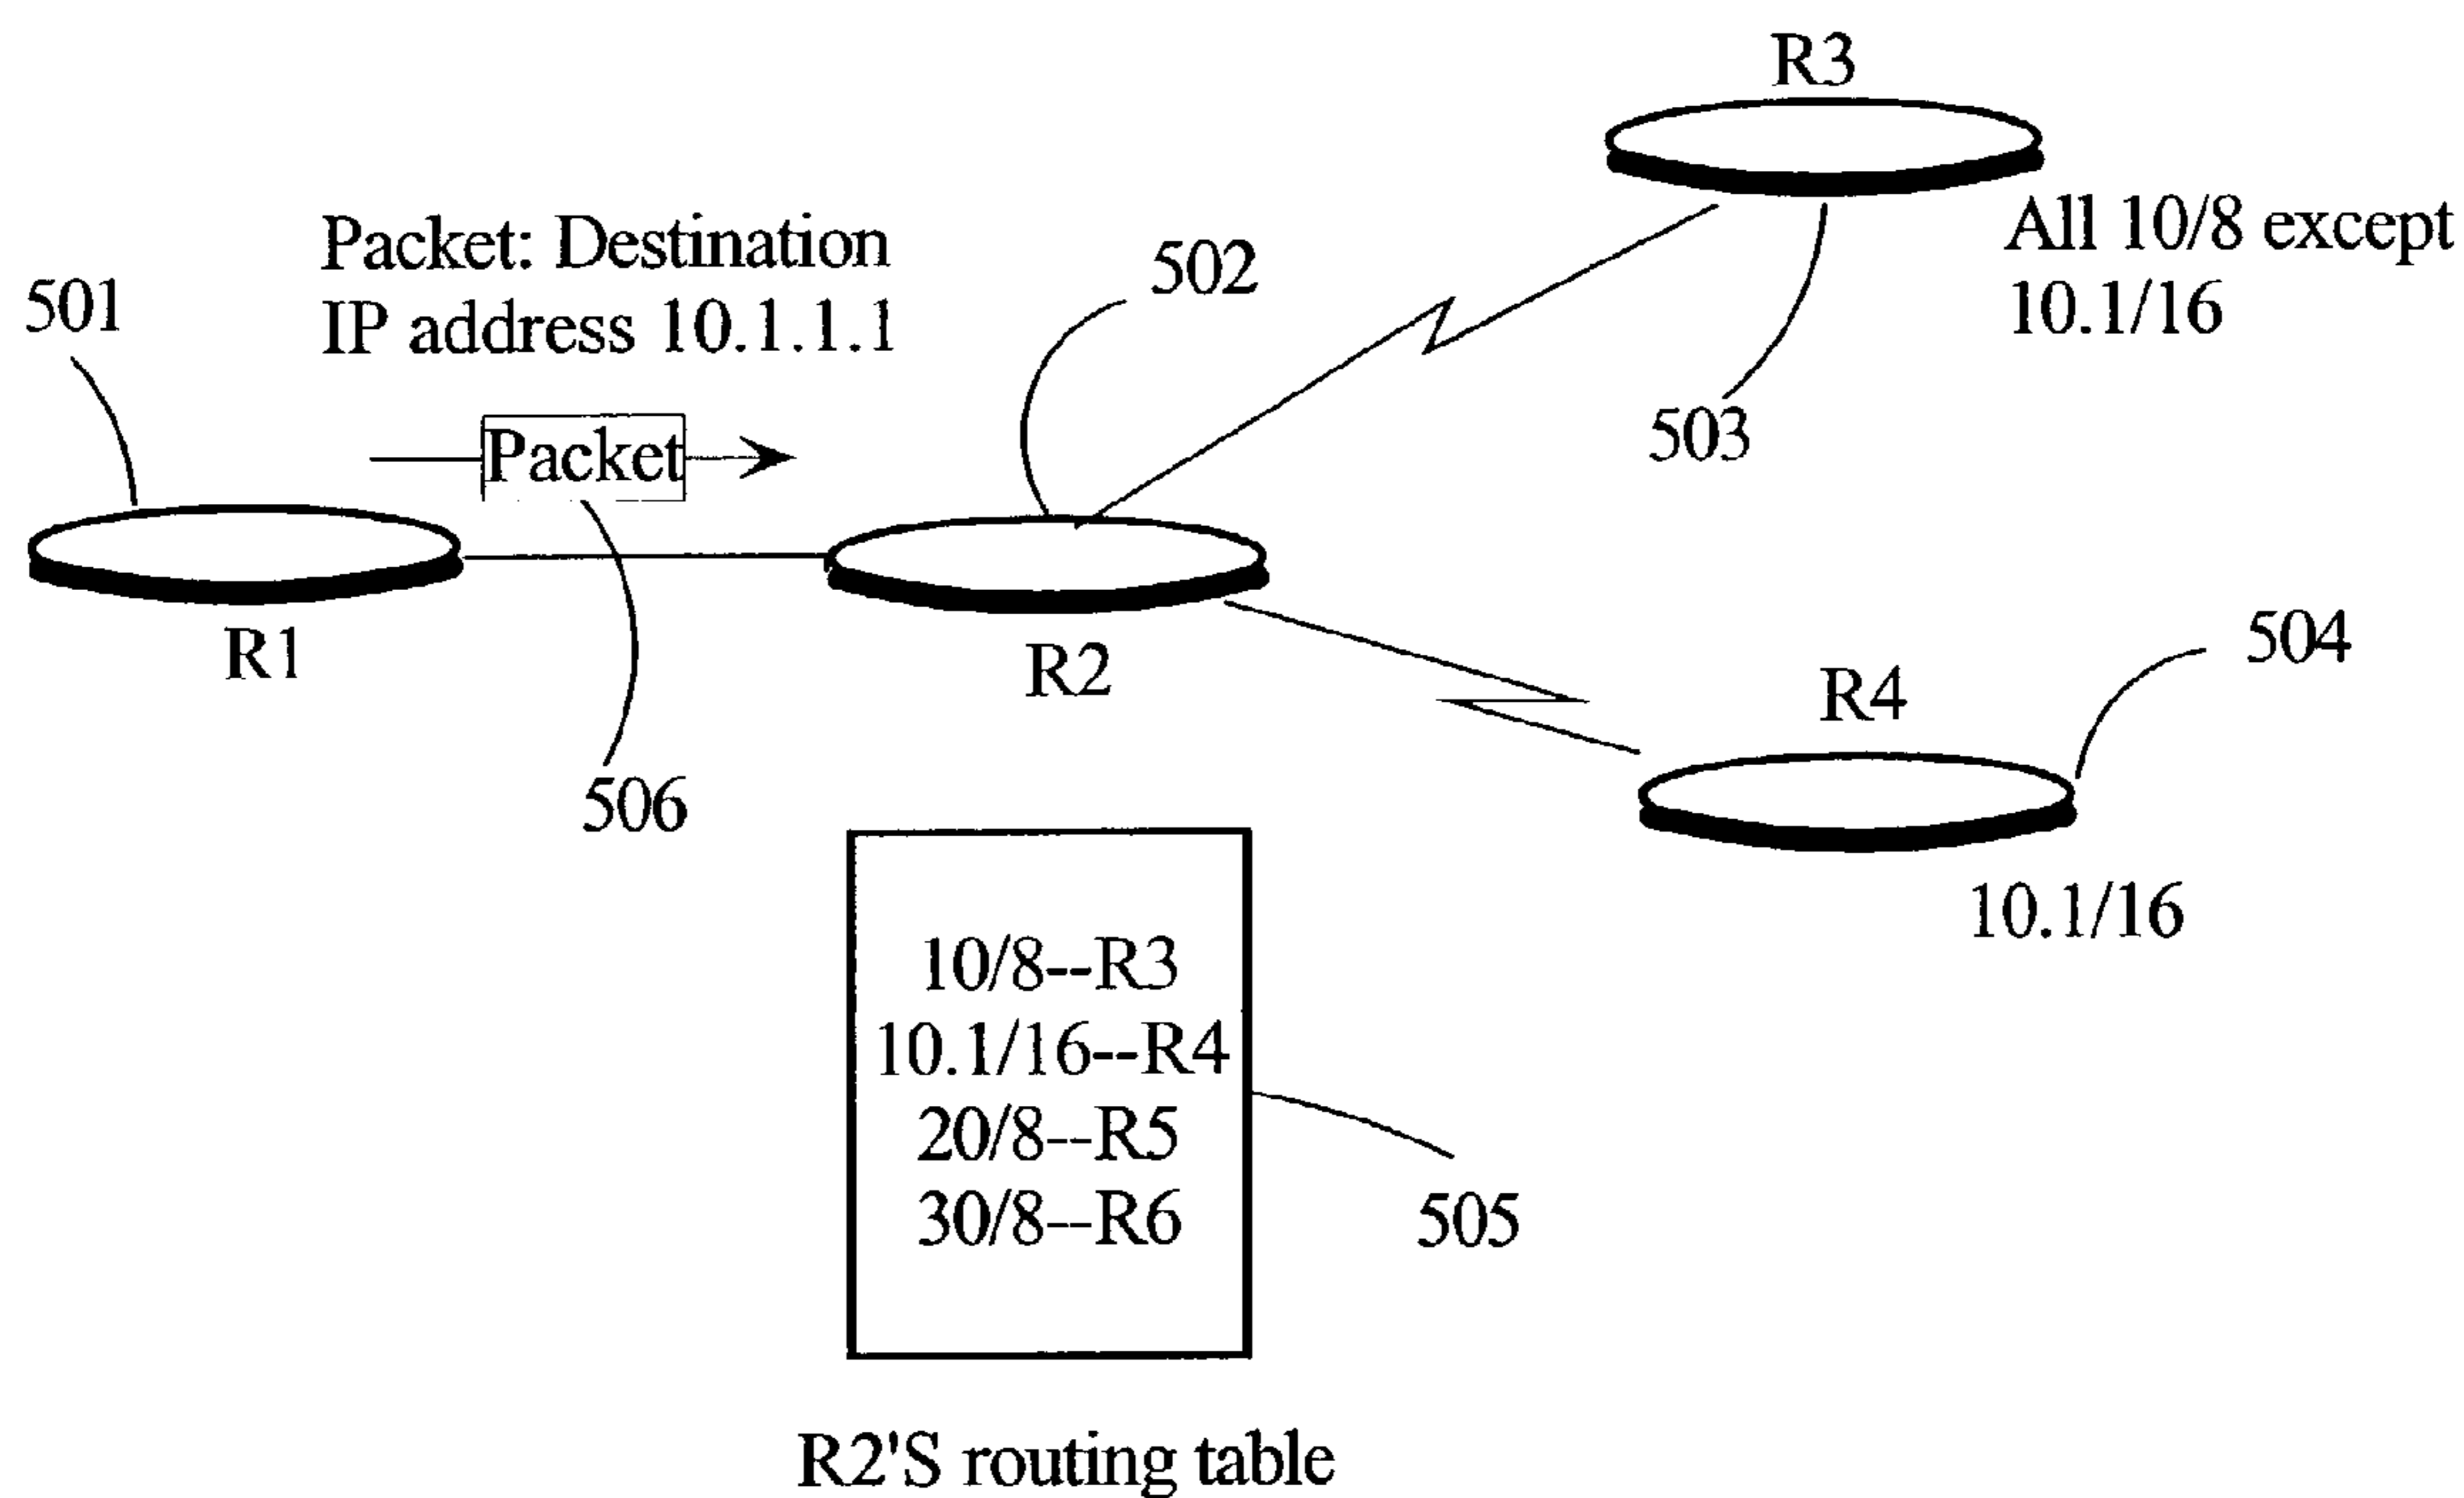 R3
All 10/8 except
10.1/16
503
Packet: Destination
IP address 10.1.1.1
502
501
Packet
R1
R2
506
504
R4
10.1/16
10/8--R3
10.1/16--R4
20/8--R5
30/8--R6
505
R2'S routing table